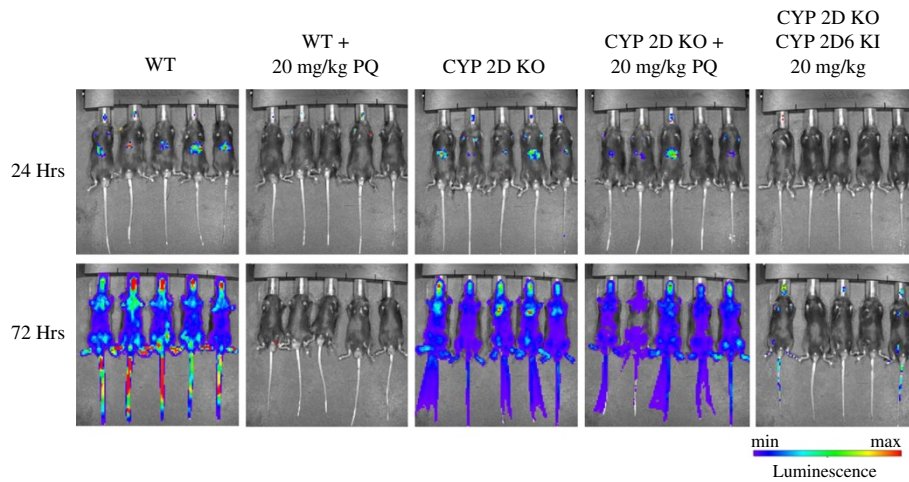 WT
WT +
20 mg/kg PQ
CYP 2D KO
CYP 2D KO +
20 mg/kg PQ
CYP 2D KO
CYP 2D6 KI
20 mg/kg
24 Hrs
72 Hrs
min max
Luminescence